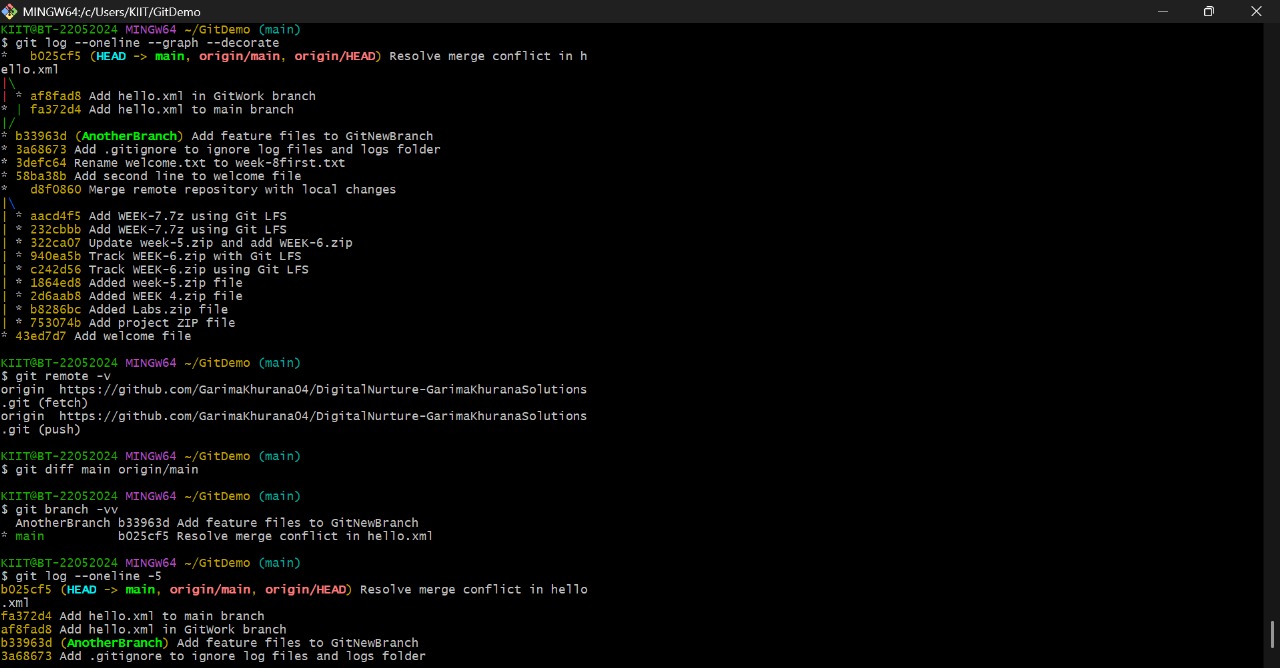 MINGW64:/c/Users/KIIT/GitDemo
KIIT@BT-22052024 MINGW64 ~/GitDemo (main)
$ git log --oneline --graph --decorate
*   b025cf5 (HEAD -> main, origin/main, origin/HEAD) Resolve merge conflict in h
ello.xml
|\
| * af8fad8 Add hello.xml in GitWork branch
* | fa372d4 Add hello.xml to main branch
|/
* b33963d (AnotherBranch) Add feature files to GitNewBranch
* 3a68673 Add .gitignore to ignore log files and logs folder
* 3defc64 Rename welcome.txt to week-8first.txt
* 58ba38b Add second line to welcome file
*   d8f0860 Merge remote repository with local changes
|\
| * aacd4f5 Add WEEK-7.7z using Git LFS
| * 232cbbb Add WEEK-7.7z using Git LFS
| * 322ca07 Update week-5.zip and add WEEK-6.zip
| * 940ea5b Track WEEK-6.zip with Git LFS
| * c242d56 Track WEEK-6.zip using Git LFS
| * 1864ed8 Added week-5.zip file
| * 2d6aab8 Added WEEK 4.zip file
| * b8286bc Added Labs.zip file
| * 753074b Add project ZIP file
* 43ed7d7 Add welcome file
KIIT@BT-22052024 MINGW64 ~/GitDemo (main)
$ git remote -v
origin  https://github.com/GarimaKhurana04/DigitalNurture-GarimaKhuranaSolutions
.git (fetch)
origin  https://github.com/GarimaKhurana04/DigitalNurture-GarimaKhuranaSolutions
.git (push)
KIIT@BT-22052024 MINGW64 ~/GitDemo (main)
$ git diff main origin/main
KIIT@BT-22052024 MINGW64 ~/GitDemo (main)
$ git branch -vv
  AnotherBranch b33963d Add feature files to GitNewBranch
* main          b025cf5 Resolve merge conflict in hello.xml
KIIT@BT-22052024 MINGW64 ~/GitDemo (main)
$ git log --oneline -5
b025cf5 (HEAD -> main, origin/main, origin/HEAD) Resolve merge conflict in hello
.xml
fa372d4 Add hello.xml to main branch
af8fad8 Add hello.xml in GitWork branch
b33963d (AnotherBranch) Add feature files to GitNewBranch
3a68673 Add .gitignore to ignore log files and logs folder